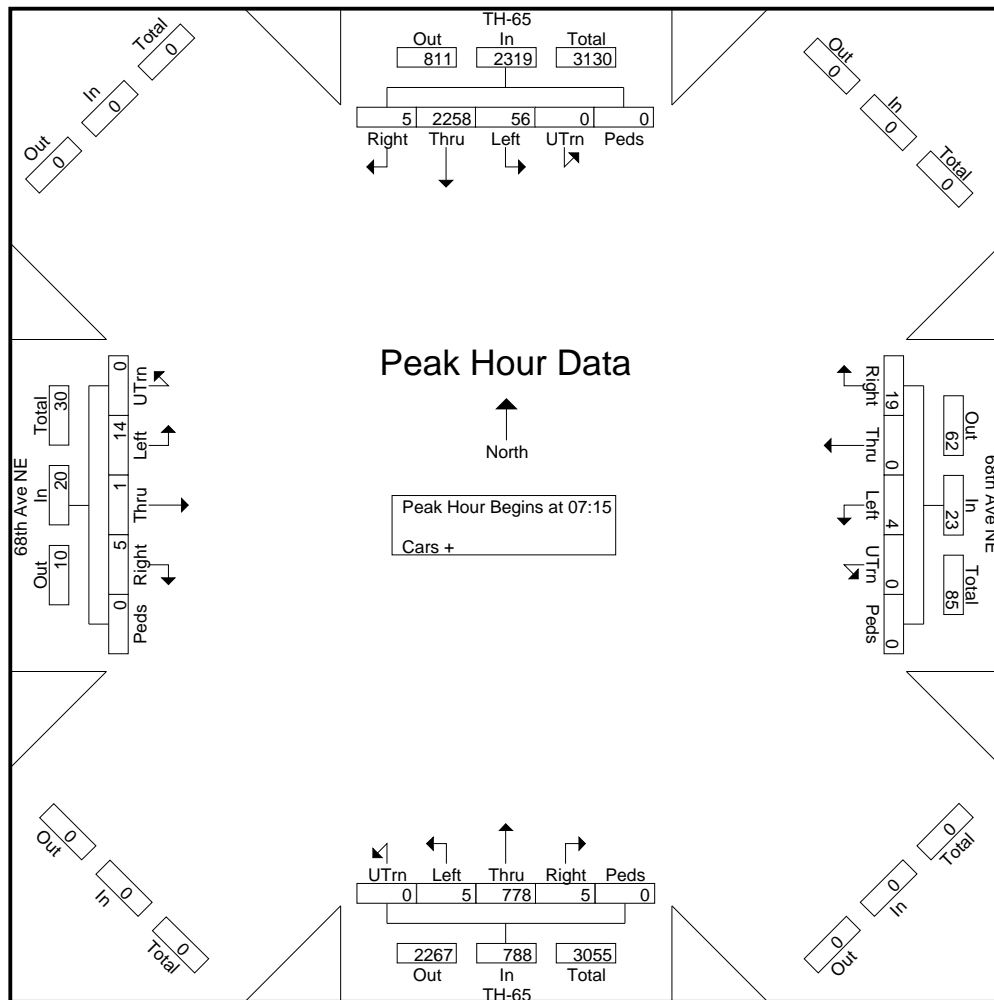 TH-65
Out In Total
811 2319 3130
5 2258 56 0 0
Right Thru Left UTrn Peds
Total
0
In
0
Out
0
Out
0
In
0
Total
0
Peak Hour Data
North
Peak Hour Begins at 07:15
Cars +
68th Ave NE
Total
30
In
20
Out
10
0
UTrn
14
Left
1
Thru
5
Right
0
Peds
Right
19
Thru
0
Left
4
UTrn
0
Peds
0
Out
62
In
23
Total
85
68th Ave NE
0
Out
0
In
0
Total
UTrn Left Thru Right Peds
0 5 778 5 0
2267 788 3055
Out In Total
TH-65
0
Total
0
In
0
Out